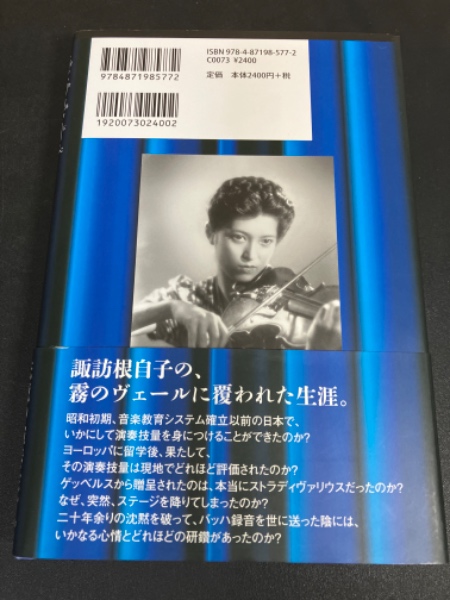 ISBN 978-4-87198-577-2
C0073 ¥2400
定価 本体2400円+税
9784871985772
1920073024002
諏訪根自子の、
霧のヴェールに覆われた生涯。
昭和初期、音楽教育システム確立以前の日本で、
いかにして演奏技量を身につけることができたのか?
ヨーロッパに留学後、果たして、
その演奏技量は現地でどれほど評価されたのか?
ゲッベルスから贈呈されたのは、本当にストラディヴァリウスだったのか?
なぜ、突然、ステージを降りてしまったのか?
二十年余りの沈黙を破って、バッハ録音を世に送った陰には、
いかなる心情とどれほどの研鑽があったのか?